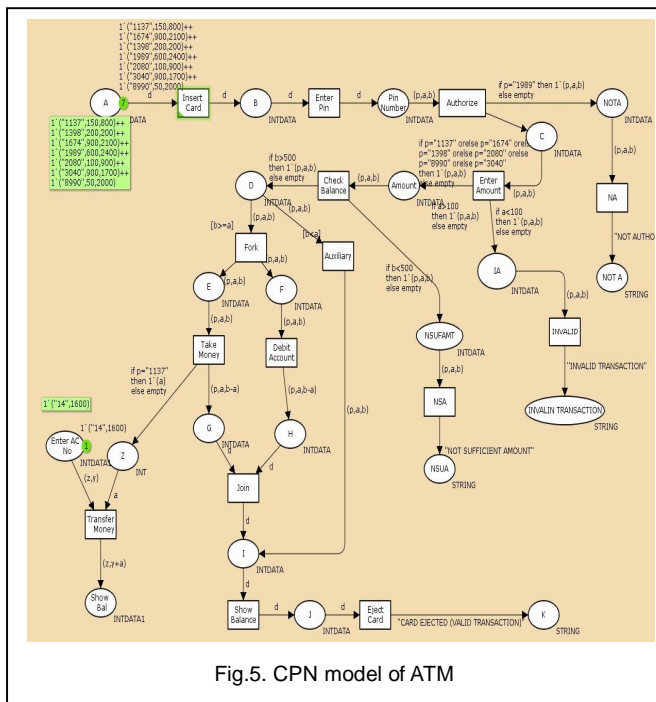 1`("1137",150,800)++
1`("1674",900,2100)++
1`("1398",200,200)++
1`("1989",600,2400)++
1`("2080",100,900)++
1`("3040",900,1700)++
1`("8990",50,2000)
A
7
INTDATA
d
Insert
Card
d
B
INTDATA
d
Enter
Pin
d
Pin
Number
INTDATA
(p,a,b)
Authorize
if p="1989" then 1`(p,a,b)
else empty
NOTA
INTDATA
1`("1137",150,800)++
1`("1398",200,200)++
1`("1674",900,2100)++
1`("1989",600,2400)++
1`("2080",100,900)++
1`("3040",900,1700)++
1`("8990",50,2000)
C
INTDATA
if p="1137" orelse p="1674" orelse
p="1398" orelse p="2080" orelse
p="8990" orelse p="3040"
then 1`(p,a,b)
else empty
(p,a,b)
(p,a,b)
if b>500
then 1`(p,a,b)
else empty
D
INTDATA
Check
Balance
(p,a,b)
Amount
INTDATA
Enter
Amount
if a>100
then 1`(p,a,b)
else empty
if a<100
then 1`(p,a,b)
else empty
NA
"NOT AUTHO
NOT A
STRING
[b>=a]
(p,a,b)
(p,a,b)
[b<a]
Fork
Auxiliary
if b<500
then 1`(p,a,b)
else empty
IA
INTDATA
(p,a,b)
(p,a,b)
(p,a,b)
E
INTDATA
F
INTDATA
(p,a,b)
(p,a,b)
NSUFAMT
INTDATA
INVALID
"INVALID TRANSACTION"
INVALIN TRANSACTION
STRING
Take
Money
Debit
Account
if p="1137"
then 1`(a)
else empty
(p,a,b-a)
(p,a,b-a)
(p,a,b)
(p,a,b)
NSA
"NOT SUFFICIENT AMOUNT"
NSUA
STRING
1`("14",1600)
1`("14",1600)
Enter AC
No
1
INTDATA1
Z
INT
G
INTDATA
H
INTDATA
d
d
Join
(z,y)
a
Transfer
Money
d
I
INTDATA
(z,y+a)
Show
Bal
INTDATA1
d
Show
Balance
d
J
INTDATA
d
Eject
Card
"CARD EJECTED (VALID TRANSACTION)"
K
STRING
Fig.5. CPN model of ATM